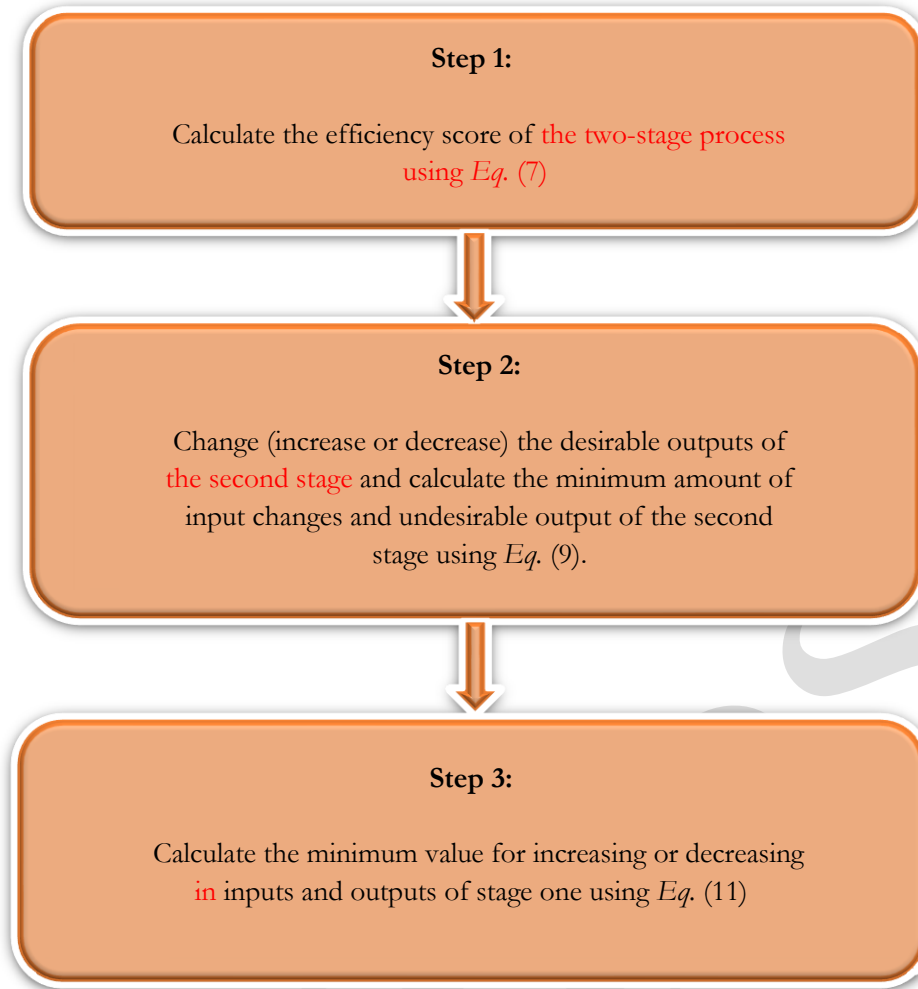 Step 1:
Calculate the efficiency score of the two-stage process
using Eq. (7)
Step 2:
Change (increase or decrease) the desirable outputs of
the second stage and calculate the minimum amount of
input changes and undesirable output of the second
stage using Eq. (9).
Step 3:
Calculate the minimum value for increasing or decreasing
in inputs and outputs of stage one using Eq. (11)